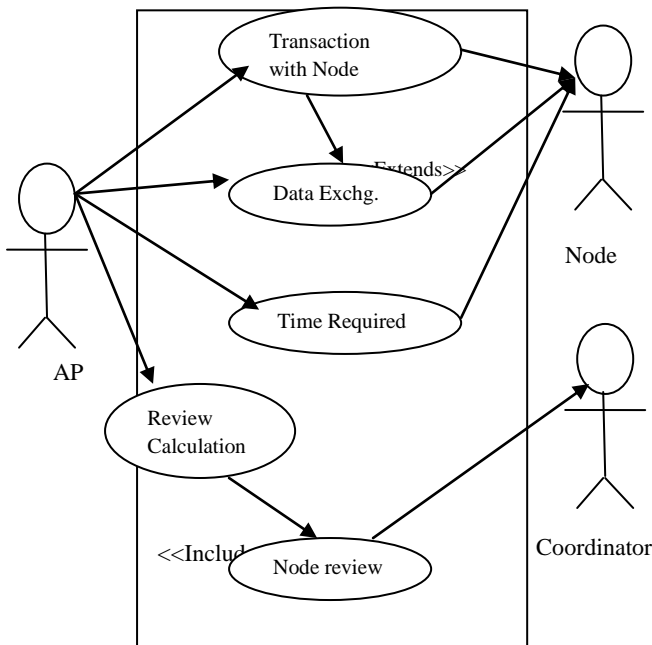 Transaction
with Node
Extends>>
Data Exchg.
Node
Time Required
AP
Review
Calculation
Coordinator
<<Includ
Node review